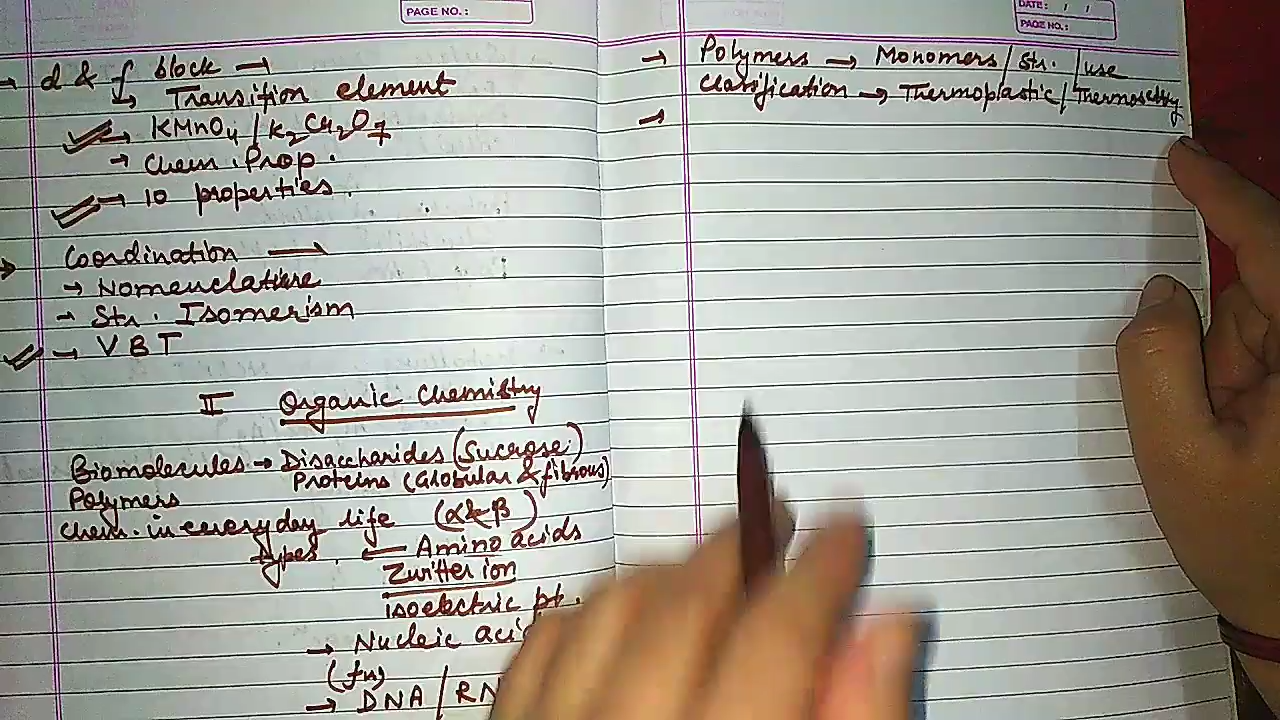 PAGE NO.:
→ d & f block →
↳ Transition element
→ KMnO4 / K2Cr2O7
→ Chem. Prop.
→ 10 properties.
→ Coordination →
→ Nomenclature
→ Str. Isomerism
→ VBT
II Organic Chemistry
Biomolecules → Disaccharides (Sucrose)
Proteins (Globular & fibrous)
Polymers
(α & β)
Chem. in everyday life
types ← Amino acids
Zwitter ion
isoelectric pt.
→ Nucleic acid
(fn)
→ DNA / RN
DATE: / /
PAGE NO.:
→ Polymers → Monomers / Str. / use
Classification → Thermoplastic / Thermosetting
→